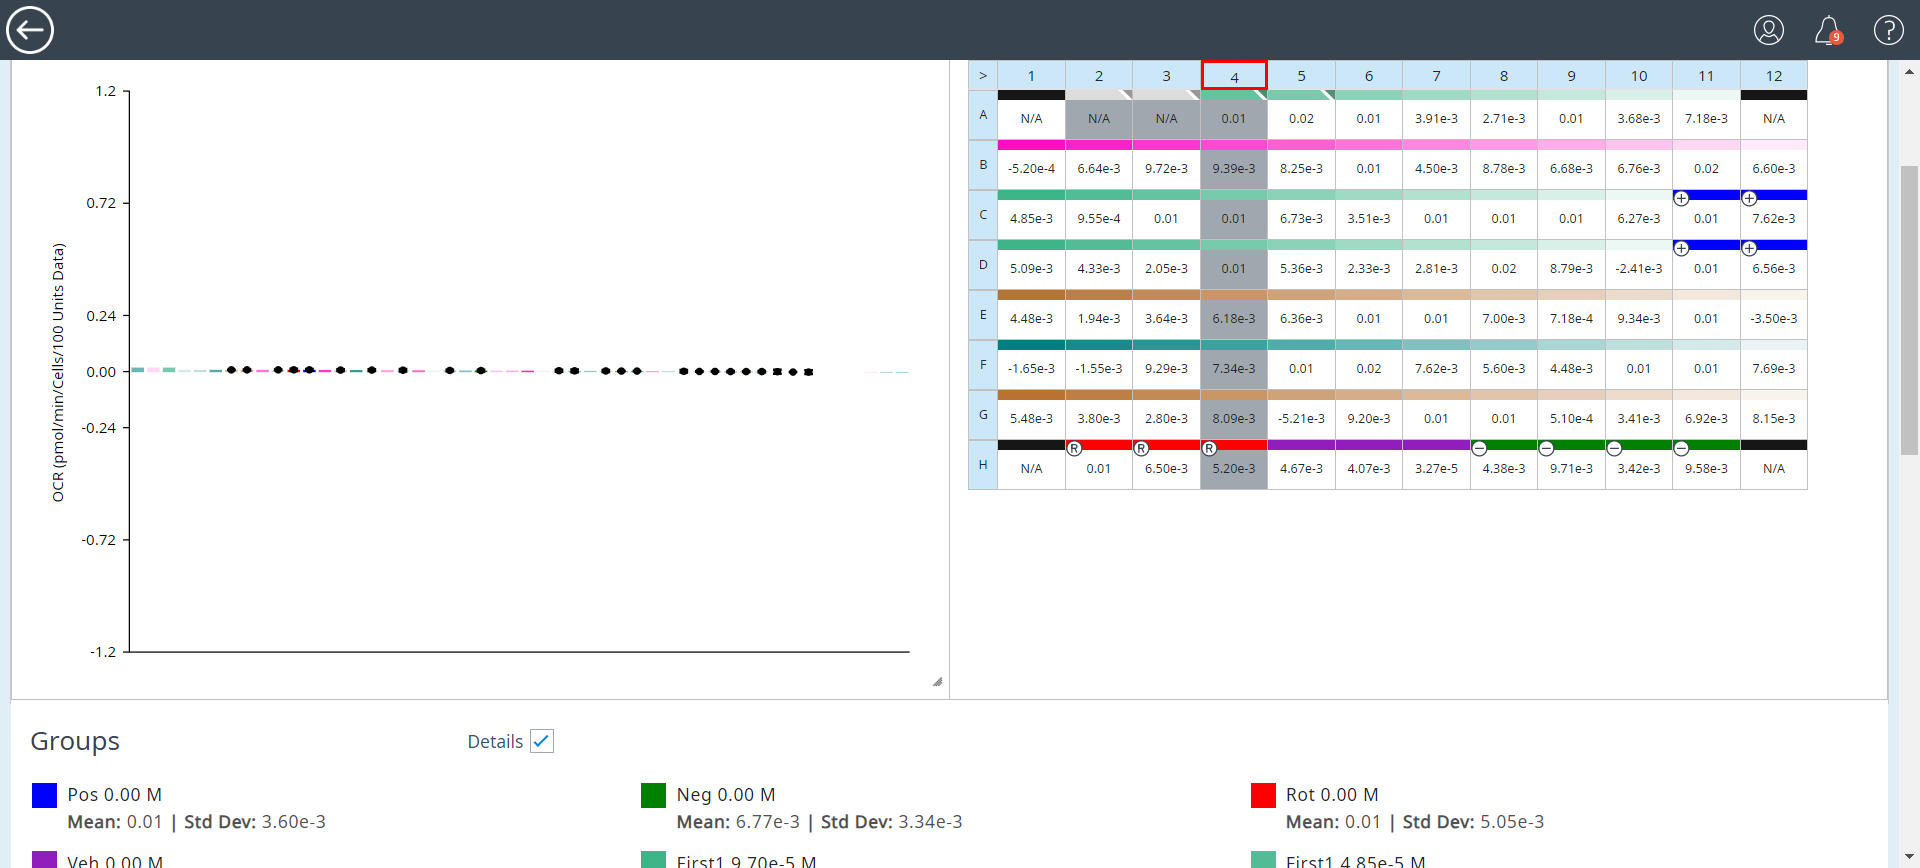 9
?
1.2
0.72
0.24
0.00
-0.24
-0.72
-1.2
OCR (pmol/min/Cells/100 Units Data)
> 1 2 3 4 5 6 7 8 9 10 11 12
A N/A N/A N/A 0.01 0.02 0.01 3.91e-3 2.71e-3 0.01 3.68e-3 7.18e-3 N/A
B -5.20e-4 6.64e-3 9.72e-3 9.39e-3 8.25e-3 0.01 4.50e-3 8.78e-3 6.68e-3 6.76e-3 0.02 6.60e-3
+ +
C 4.85e-3 9.55e-4 0.01 0.01 6.73e-3 3.51e-3 0.01 0.01 0.01 6.27e-3 0.01 7.62e-3
+ +
D 5.09e-3 4.33e-3 2.05e-3 0.01 5.36e-3 2.33e-3 2.81e-3 0.02 8.79e-3 -2.41e-3 0.01 6.56e-3
E 4.48e-3 1.94e-3 3.64e-3 6.18e-3 6.36e-3 0.01 0.01 7.00e-3 7.18e-4 9.34e-3 0.01 -3.50e-3
F -1.65e-3 -1.55e-3 9.29e-3 7.34e-3 0.01 0.02 7.62e-3 5.60e-3 4.48e-3 0.01 0.01 7.69e-3
G 5.48e-3 3.80e-3 2.80e-3 8.09e-3 -5.21e-3 9.20e-3 0.01 0.01 5.10e-4 3.41e-3 6.92e-3 8.15e-3
R R R − − − −
H N/A 0.01 6.50e-3 5.20e-3 4.67e-3 4.07e-3 3.27e-5 4.38e-3 9.71e-3 3.42e-3 9.58e-3 N/A
Groups
Details
Pos 0.00 M
Mean: 0.01 | Std Dev: 3.60e-3
Neg 0.00 M
Mean: 6.77e-3 | Std Dev: 3.34e-3
Rot 0.00 M
Mean: 0.01 | Std Dev: 5.05e-3
Veh 0.00 M
First1 9.70e-5 M
First1 4.85e-5 M